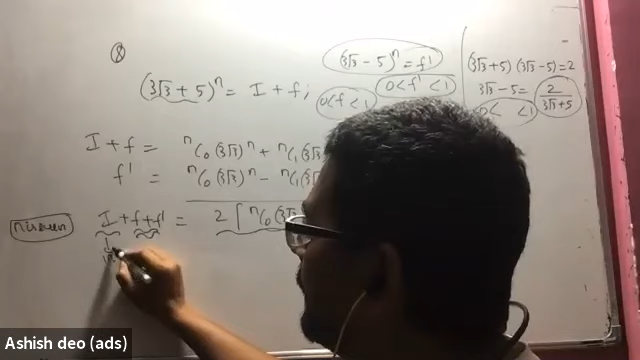 Q
(3√3 + 5)ⁿ = I + f ;
(3√3 - 5)ⁿ = f'
0<f<1
0<f'<1
(3√3+5) (3√3-5) = 2
3√3-5 = 2/(3√3+5)
0< <1
I + f = ⁿC₀(3√3)ⁿ + ⁿC₁(3√3
f' = ⁿC₀(3√3)ⁿ - ⁿC₁(3√3
I + f + f' = 2 [ ⁿC₀(3√3
Ashish deo (ads)